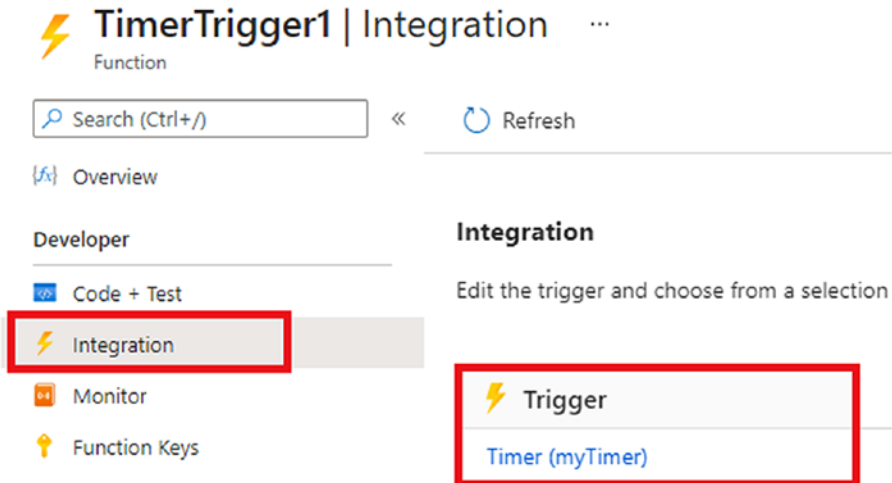 TimerTrigger1 | Integration ...
Function
Search (Ctrl+/)
«
Refresh
Overview
Developer
Code + Test
Integration
Monitor
Function Keys
Integration
Edit the trigger and choose from a selection
Trigger
Timer (myTimer)